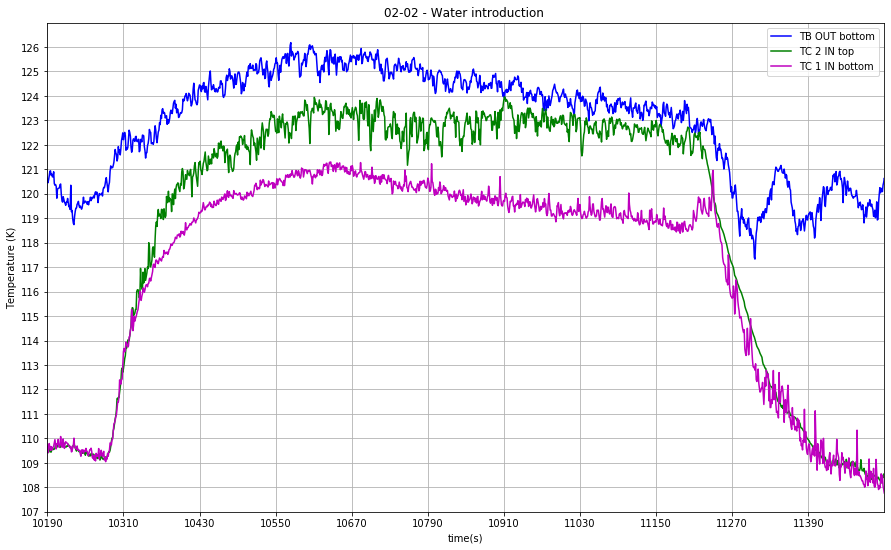 02-02 - Water introduction
TB OUT bottom
TC 2 IN top
TC 1 IN bottom
Temperature (K)
126
125
124
123
122
121
120
119
118
117
116
115
114
113
112
111
110
109
108
107
10190 10310 10430 10550 10670 10790 10910 11030 11150 11270 11390
time(s)